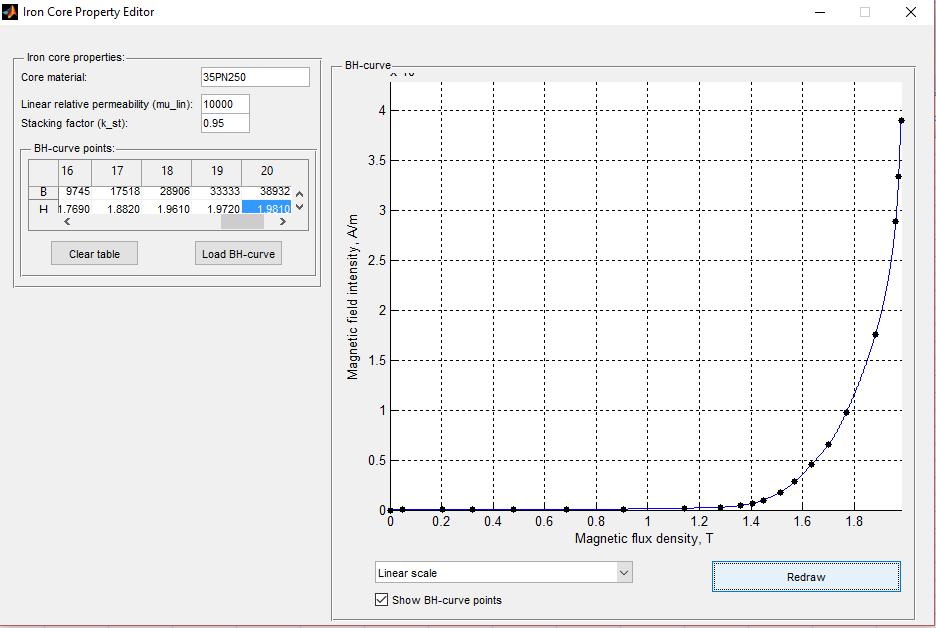 Iron Core Property Editor
Iron core properties:
Core material:
35PN250
Linear relative permeability (mu_lin):
10000
Stacking factor (k_st):
0.95
BH-curve points:
16 17 18 19 20
B 9745 17518 28906 33333 38932
H 1.7690 1.8820 1.9610 1.9720 1.9810
Clear table
Load BH-curve
BH-curve
4
3.5
3
2.5
2
1.5
1
0.5
0
Magnetic field intensity, A/m
0 0.2 0.4 0.6 0.8 1 1.2 1.4 1.6 1.8
Magnetic flux density, T
Linear scale
Redraw
Show BH-curve points